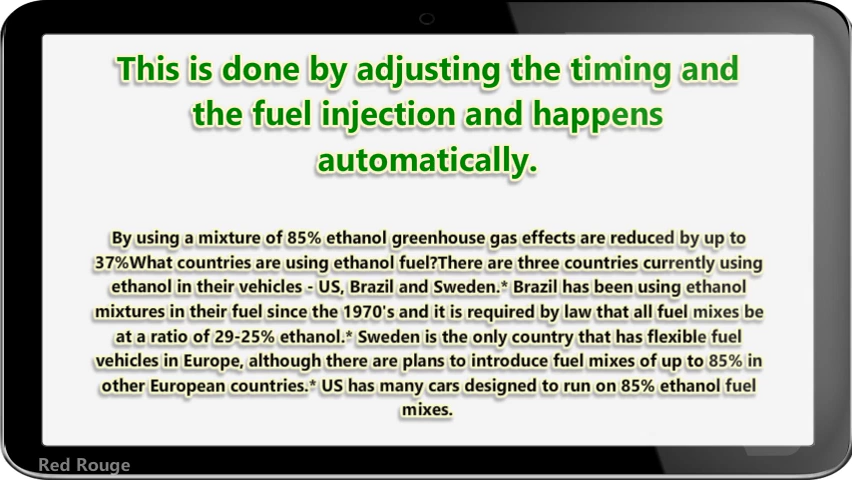 This is done by adjusting the timing and
the fuel injection and happens
automatically.
By using a mixture of 85% ethanol greenhouse gas effects are reduced by up to
37%What countries are using ethanol fuel?There are three countries currently using
ethanol in their vehicles - US, Brazil and Sweden.* Brazil has been using ethanol
mixtures in their fuel since the 1970's and it is required by law that all fuel mixes be
at a ratio of 29-25% ethanol.* Sweden is the only country that has flexible fuel
vehicles in Europe, although there are plans to introduce fuel mixes of up to 85% in
other European countries.* US has many cars designed to run on 85% ethanol fuel
mixes.
Red Rouge